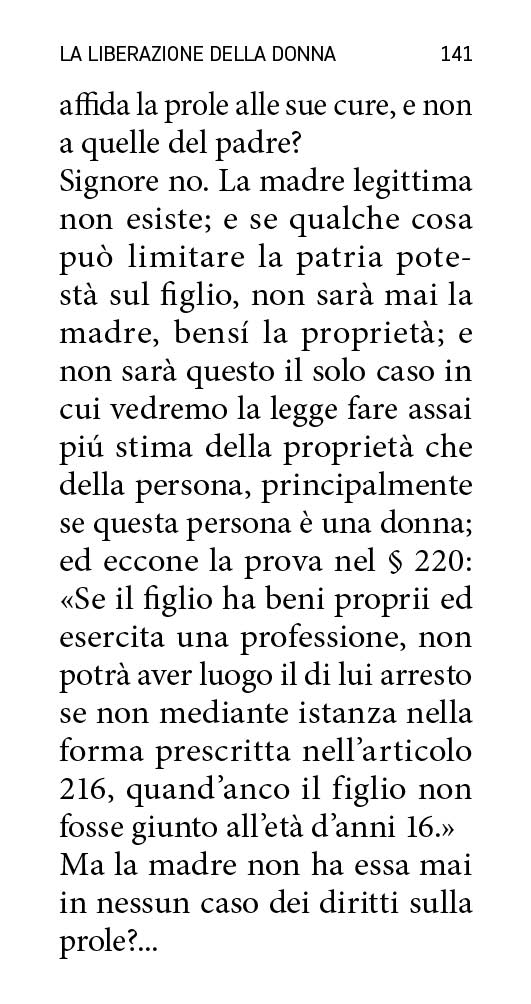 LA LIBERAZIONE DELLA DONNA 141
affida la prole alle sue cure, e non
a quelle del padre?
Signore no. La madre legittima
non esiste; e se qualche cosa
può limitare la patria pote-
stà sul figlio, non sarà mai la
madre, bensí la proprietà; e
non sarà questo il solo caso in
cui vedremo la legge fare assai
piú stima della proprietà che
della persona, principalmente
se questa persona è una donna;
ed eccone la prova nel § 220:
«Se il figlio ha beni proprii ed
esercita una professione, non
potrà aver luogo il di lui arresto
se non mediante istanza nella
forma prescritta nell’articolo
216, quand’anco il figlio non
fosse giunto all’età d’anni 16.»
Ma la madre non ha essa mai
in nessun caso dei diritti sulla
prole?...